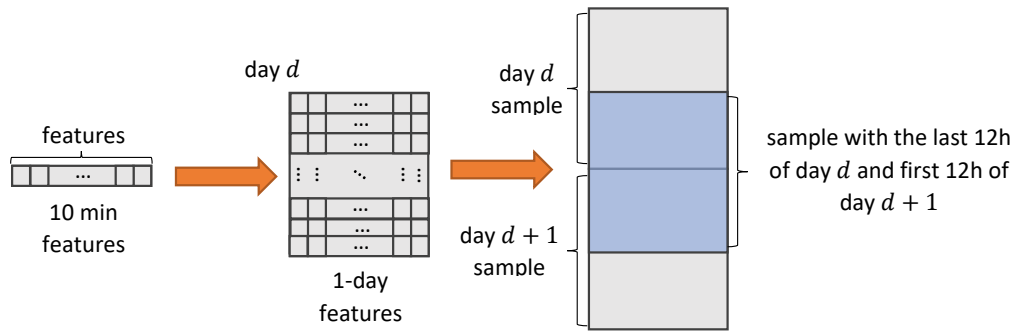 features
...
10 min
features
day d
...
...
...
⋮ ⋮ ⋱ ⋮ ⋮
...
...
...
1-day
features
day d
sample
day d + 1
sample
sample with the last 12h
of day d and first 12h of
day d + 1